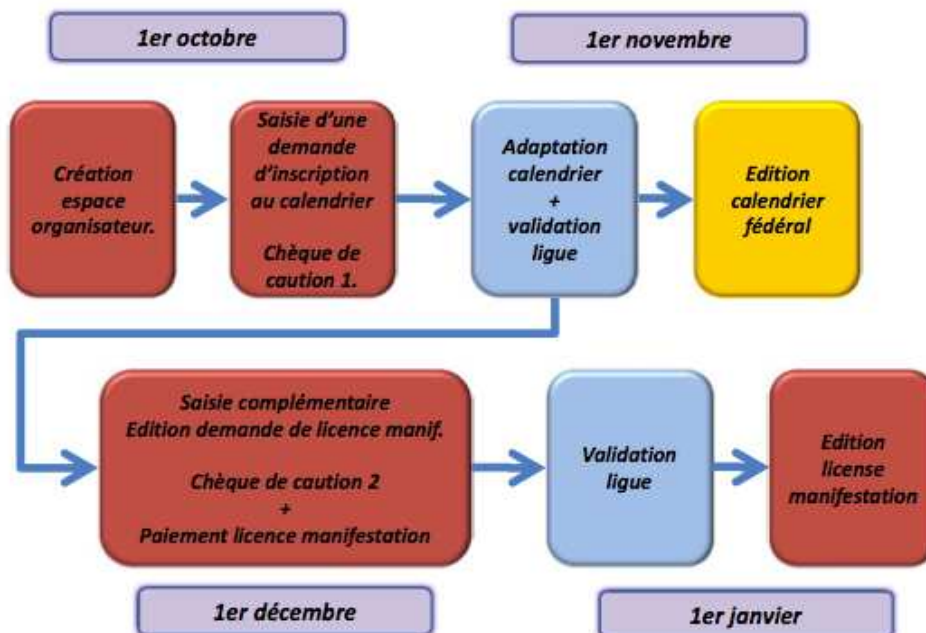 1er octobre
1er novembre
Création
espace
organisateur.
Saisie d'une
demande
d'inscription
au calendrier
Chèque de
caution 1.
Adaptation
calendrier
+
validation
ligue
Edition
calendrier
fédéral
Saisie complémentaire
Edition demande de licence manif.
Chèque de caution 2
+
Paiement licence manifestation
Validation
ligue
Edition
license
manifestation
1er décembre
1er janvier